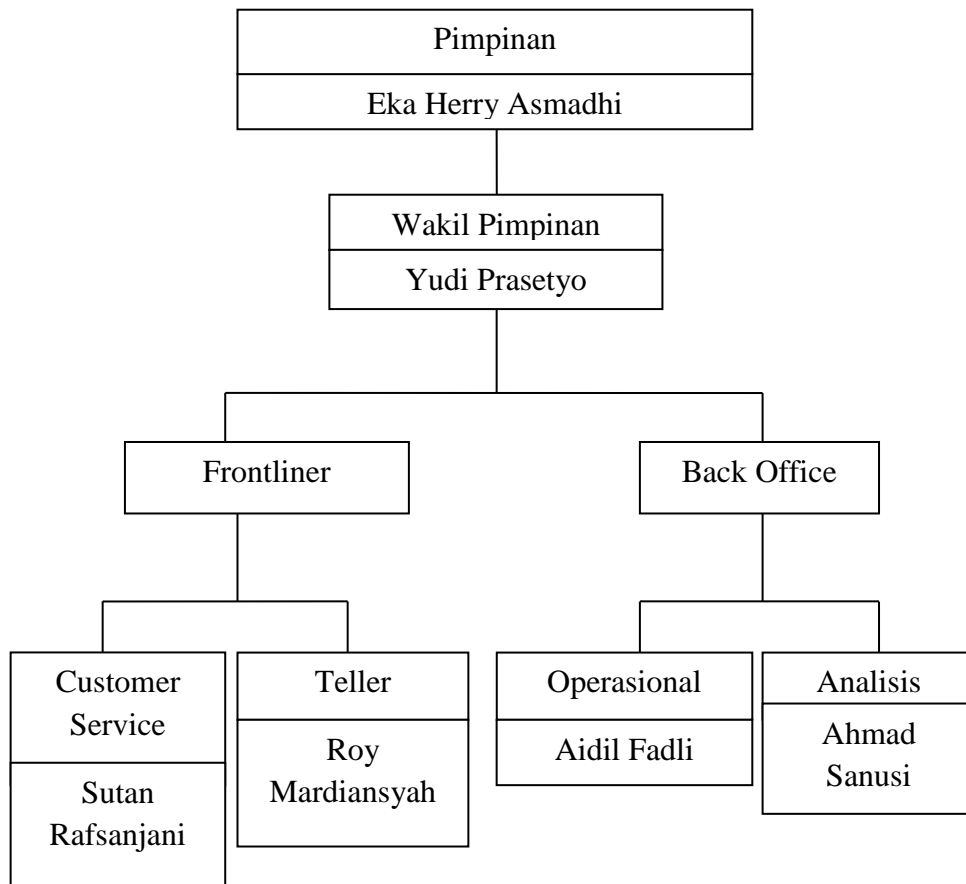 Pimpinan
Eka Herry Asmadhi
Wakil Pimpinan
Yudi Prasetyo
Frontliner
Back Office
Customer
Service
Sutan
Rafsanjani
Teller
Roy
Mardiansyah
Operasional
Aidil Fadli
Analisis
Ahmad
Sanusi